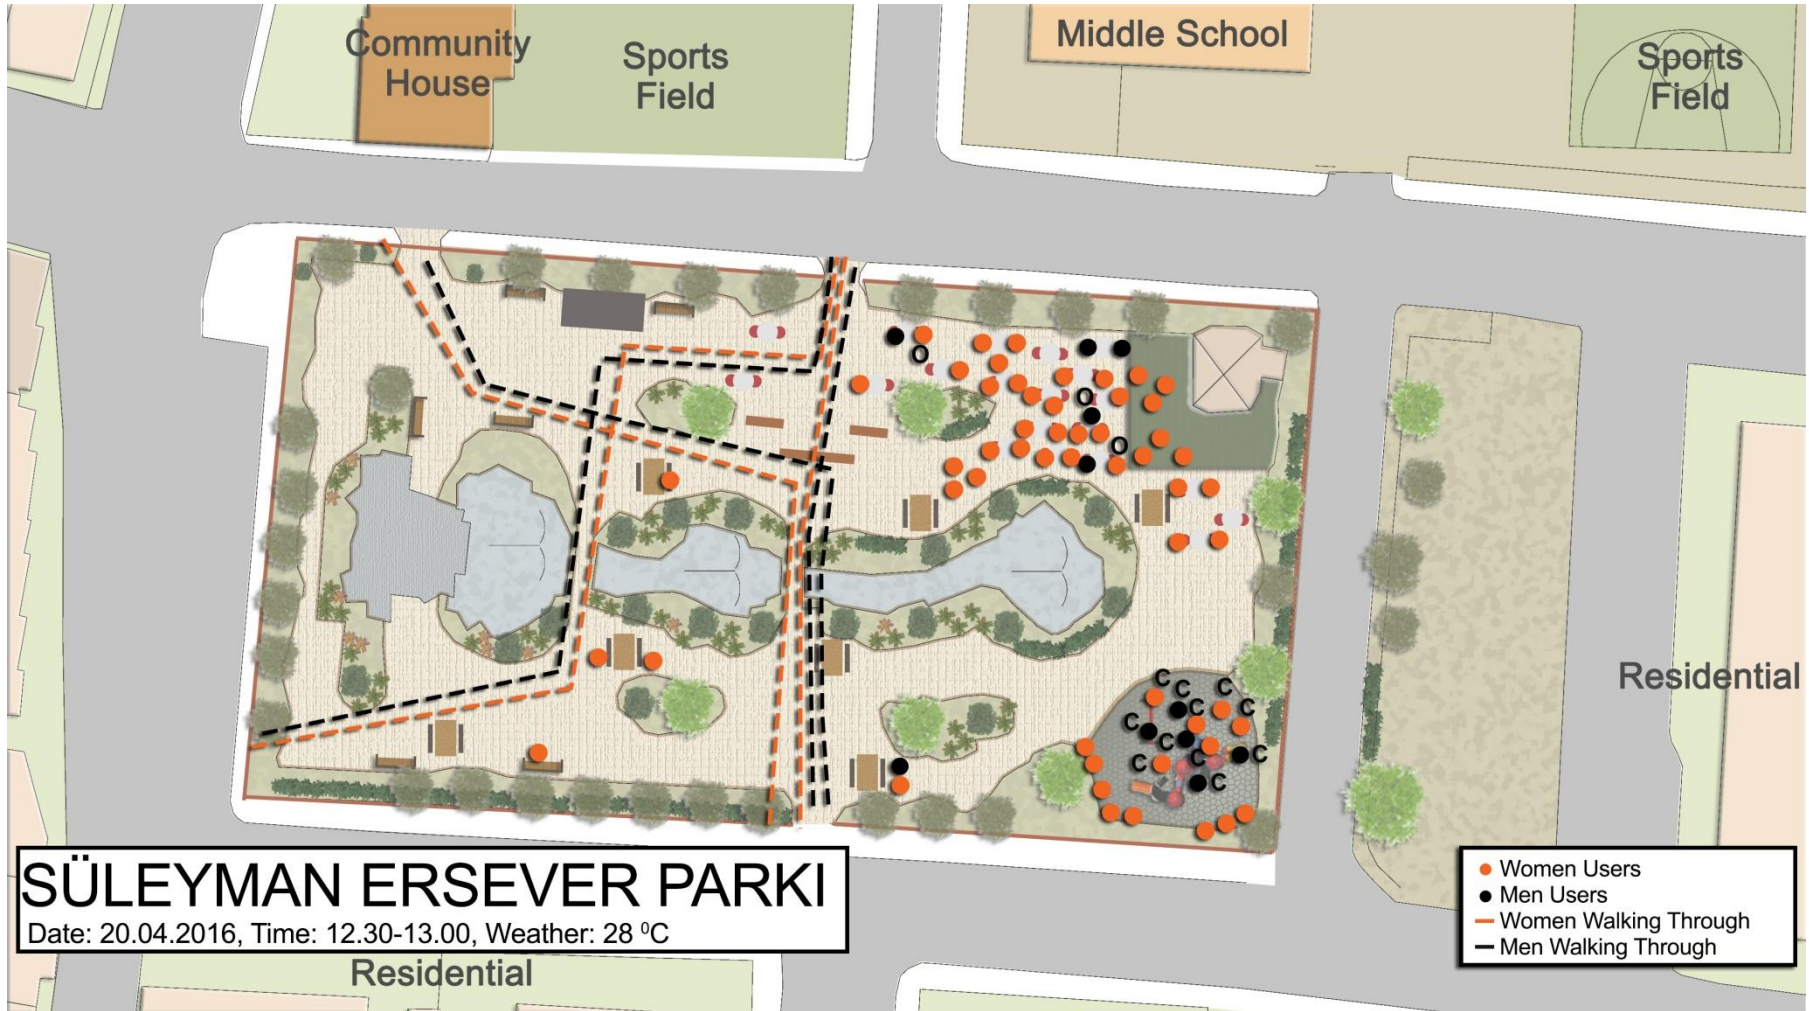 Community
House
Sports
Field
Middle School
Sports
Field
O
O
O
Residential
C
C
C
C
C
C
C
C
C
C
C
SÜLEYMAN ERSEVER PARKI
Date: 20.04.2016, Time: 12.30-13.00, Weather: 28 ⁰C
Women Users
Men Users
Women Walking Through
Men Walking Through
Residential